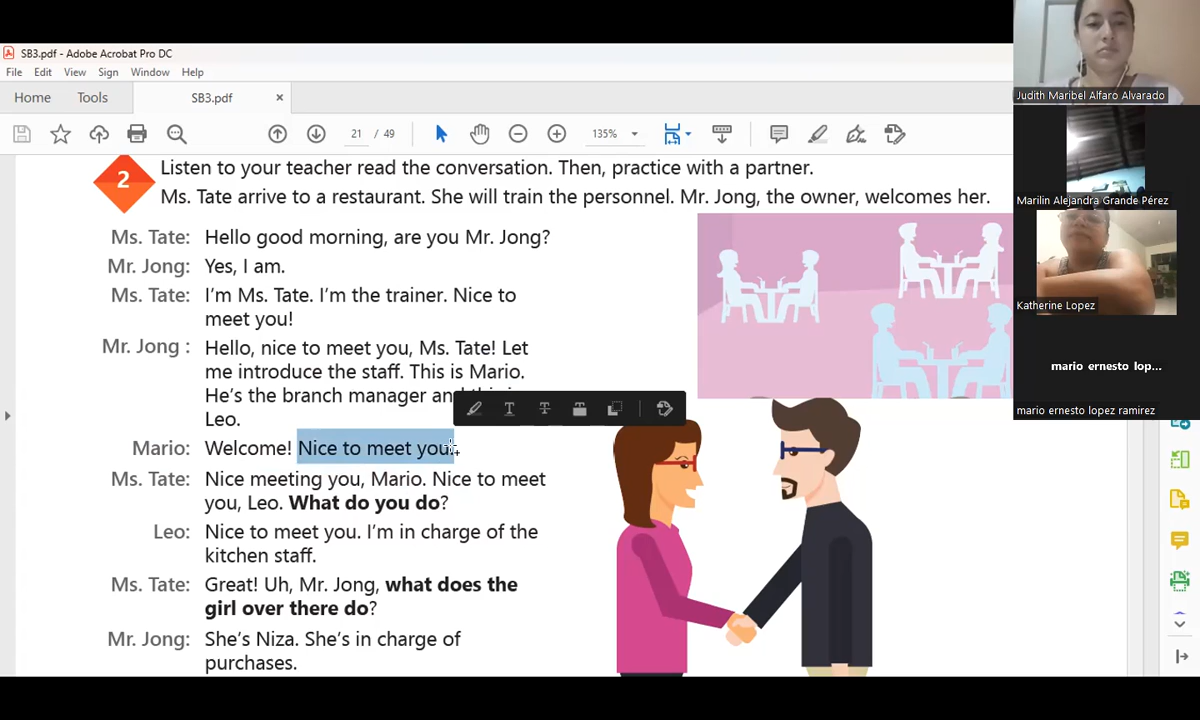 SB3.pdf - Adobe Acrobat Pro DC
File Edit View Sign Window Help
Home Tools SB3.pdf ×
21 / 49 135%
2
Listen to your teacher read the conversation. Then, practice with a partner.
Ms. Tate arrive to a restaurant. She will train the personnel. Mr. Jong, the owner, welcomes her.
Ms. Tate: Hello good morning, are you Mr. Jong?
Mr. Jong: Yes, I am.
Ms. Tate: I'm Ms. Tate. I'm the trainer. Nice to
meet you!
Mr. Jong : Hello, nice to meet you, Ms. Tate! Let
me introduce the staff. This is Mario.
He's the branch manager and
Leo.
Mario: Welcome! Nice to meet you.
Ms. Tate: Nice meeting you, Mario. Nice to meet
you, Leo. What do you do?
Leo: Nice to meet you. I'm in charge of the
kitchen staff.
Ms. Tate: Great! Uh, Mr. Jong, what does the
girl over there do?
Mr. Jong: She's Niza. She's in charge of
purchases.
Judith Maribel Alfaro Alvarado
Marilin Alejandra Grande Pérez
Katherine Lopez
mario ernesto lop...
mario ernesto lopez ramirez